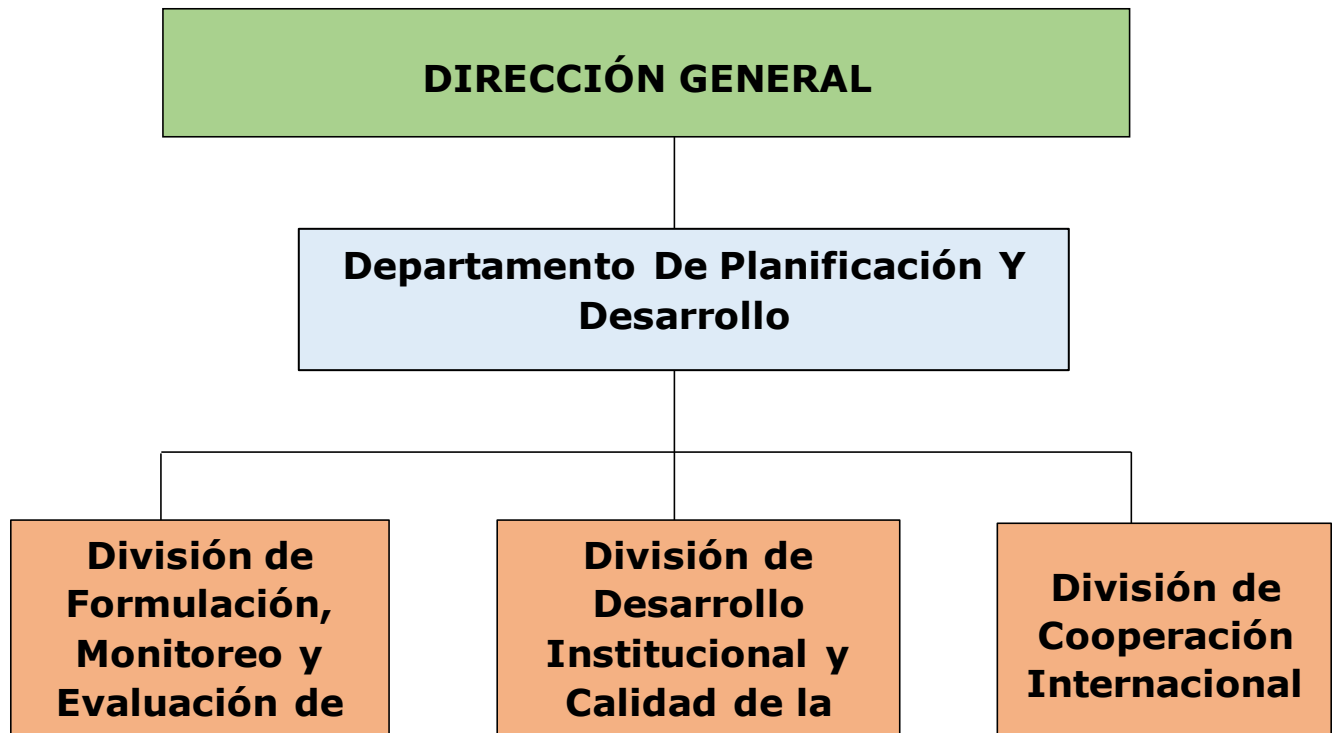 DIRECCIÓN GENERAL
Departamento De Planificación Y
Desarrollo
División de
Formulación,
Monitoreo y
Evaluación de
División de
Desarrollo
Institucional y
Calidad de la
División de
Cooperación
Internacional